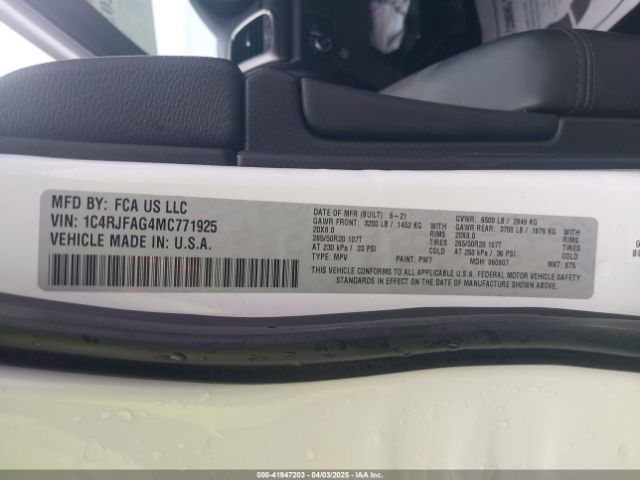 MFD BY: FCA US LLC
VIN: 1C4RJFAG4MC771925
VEHICLE MADE IN: U.S.A.
DATE OF MFR (BUILT): 6-21 GVWR: 6500 LB / 2949 KG
GAWR FRONT: 3200 LB / 1452 KG WITH GAWR REAR: 3700 LB / 1679 KG WITH
20X8.0 RIMS 20X8.0 RIMS
265/50R20 107T TIRES 265/50R20 107T TIRES
AT 230 kPa / 33 PSI COLD AT 250 kPa / 36 PSI COLD
TYPE: MPV PAINT: PW7 MDH: 060907 MKT: 875
THIS VEHICLE CONFORMS TO ALL APPLICABLE U.S.A. FEDERAL MOTOR VEHICLE SAFETY
STANDARDS IN EFFECT ON THE DATE OF MANUFACTURE SHOWN ABOVE.
000-41947203 - 04/03/2025 - IAAI.com